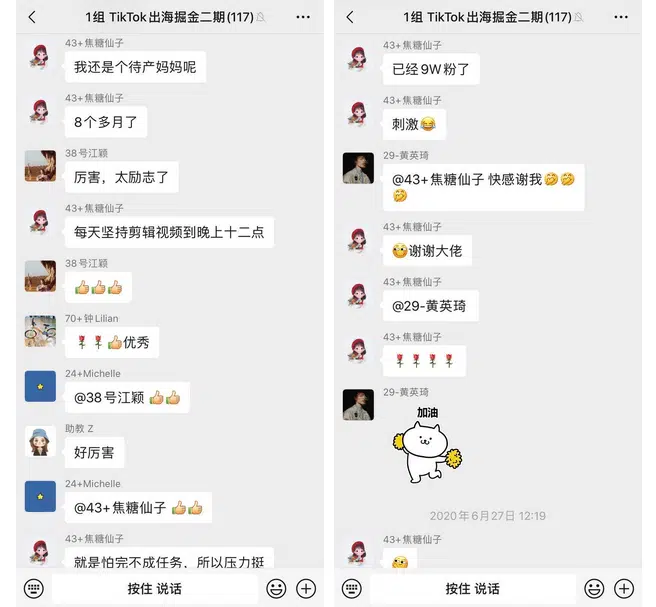 1组 TikTok出海掘金二期(117)
43+焦糖仙子
我还是个待产妈妈呢
43+焦糖仙子
8个多月了
38号江颖
厉害，太励志了
43+焦糖仙子
每天坚持剪辑视频到晚上十二点
38号江颖
👍👍👍
70+钟Lilian
🌹🌹👍优秀
24+Michelle
@38号江颖 👍👍
助教 Z
好厉害
24+Michelle
@43+焦糖仙子 👍👍
43+焦糖仙子
就是怕完不成任务，所以压力挺
按住 说话
1组 TikTok出海掘金二期(117)
43+焦糖仙子
已经9W粉了
43+焦糖仙子
刺激😂
29-黄英琦
@43+焦糖仙子 快感谢我🤣🤣
🤣
43+焦糖仙子
谢谢大佬
43+焦糖仙子
@29-黄英琦
43+焦糖仙子
🌹🌹🌹🌹
29-黄英琦
加油
2020年6月27日 12:19
43+焦糖仙子
按住 说话